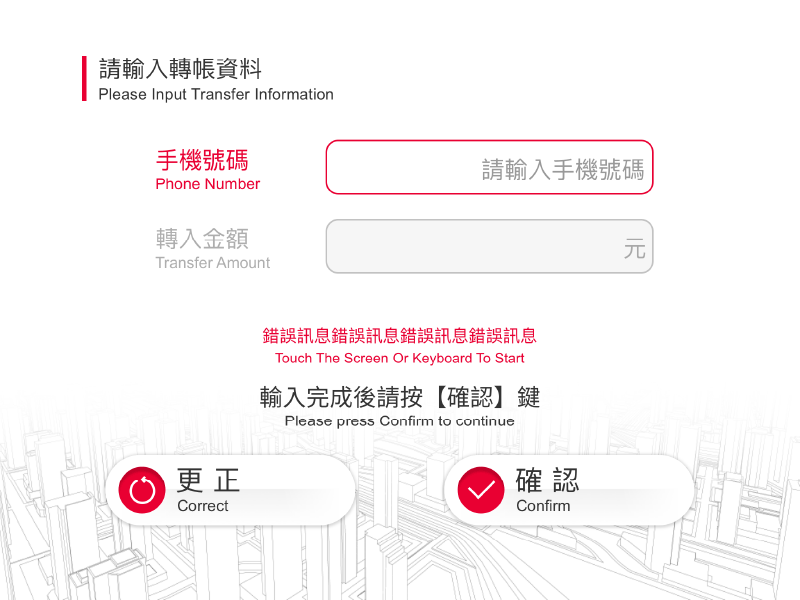 請輸入轉帳資料
Please Input Transfer Information
手機號碼
Phone Number
請輸入手機號碼
轉入金額
Transfer Amount
元
錯誤訊息錯誤訊息錯誤訊息錯誤訊息
Touch The Screen Or Keyboard To Start
輸入完成後請按【確認】鍵
Please press Confirm to continue
更正
Correct
確認
Confirm